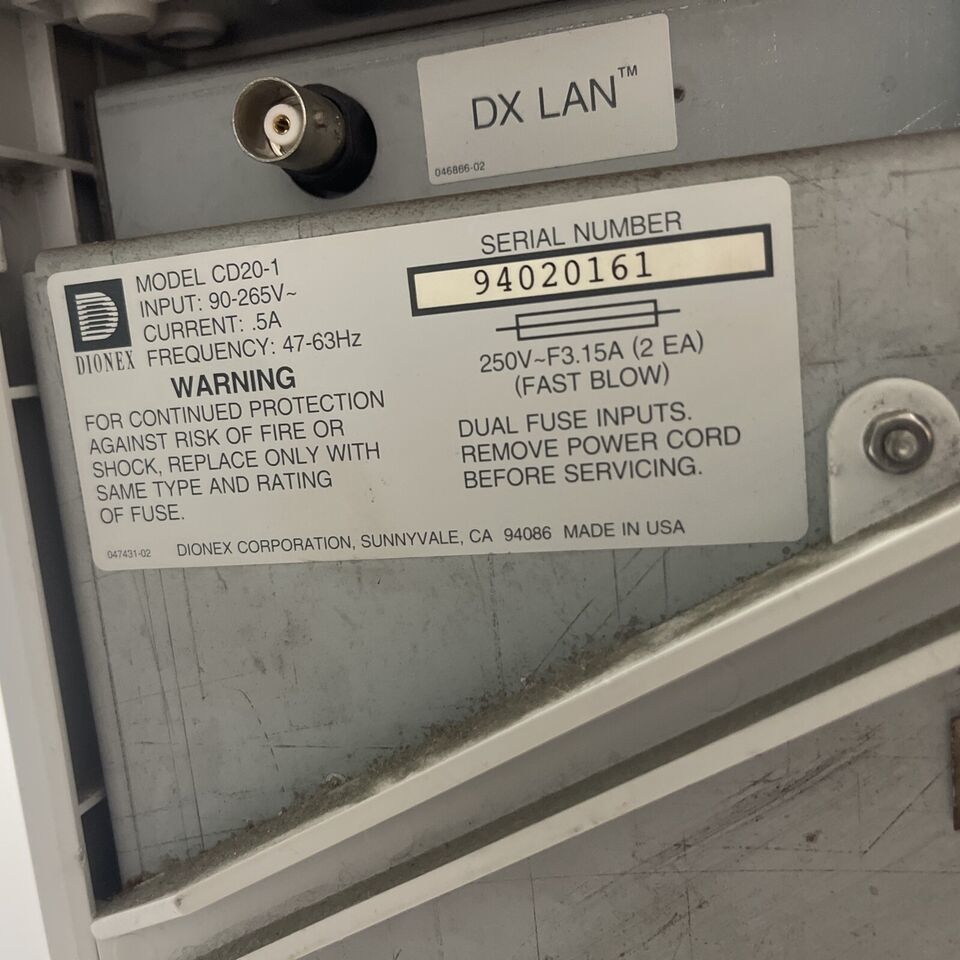 DX LAN™
046866-02
DIONEX
MODEL CD20-1
INPUT: 90-265V~
CURRENT: .5A
FREQUENCY: 47-63Hz
WARNING
FOR CONTINUED PROTECTION
AGAINST RISK OF FIRE OR
SHOCK, REPLACE ONLY WITH
SAME TYPE AND RATING
OF FUSE.
SERIAL NUMBER
94020161
250V~F3.15A (2 EA)
(FAST BLOW)
DUAL FUSE INPUTS.
REMOVE POWER CORD
BEFORE SERVICING.
047431-02 DIONEX CORPORATION, SUNNYVALE, CA 94086 MADE IN USA